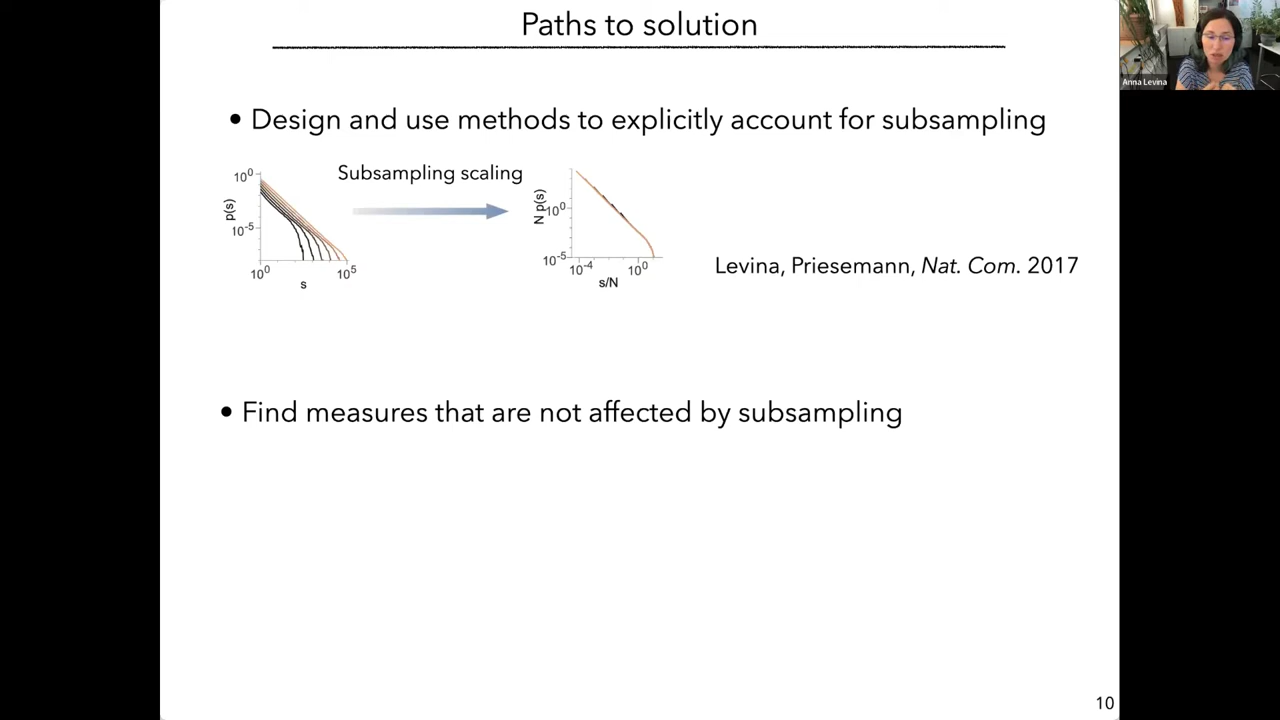 Paths to solution
Anna Levina
• Design and use methods to explicitly account for subsampling
Subsampling scaling
10⁰
p(s)
10⁻⁵
10⁰ 10⁵
s
N p(s)
10⁰
10⁻⁵
10⁻⁴ 10⁰
s/N
Levina, Priesemann, Nat. Com. 2017
• Find measures that are not affected by subsampling
10